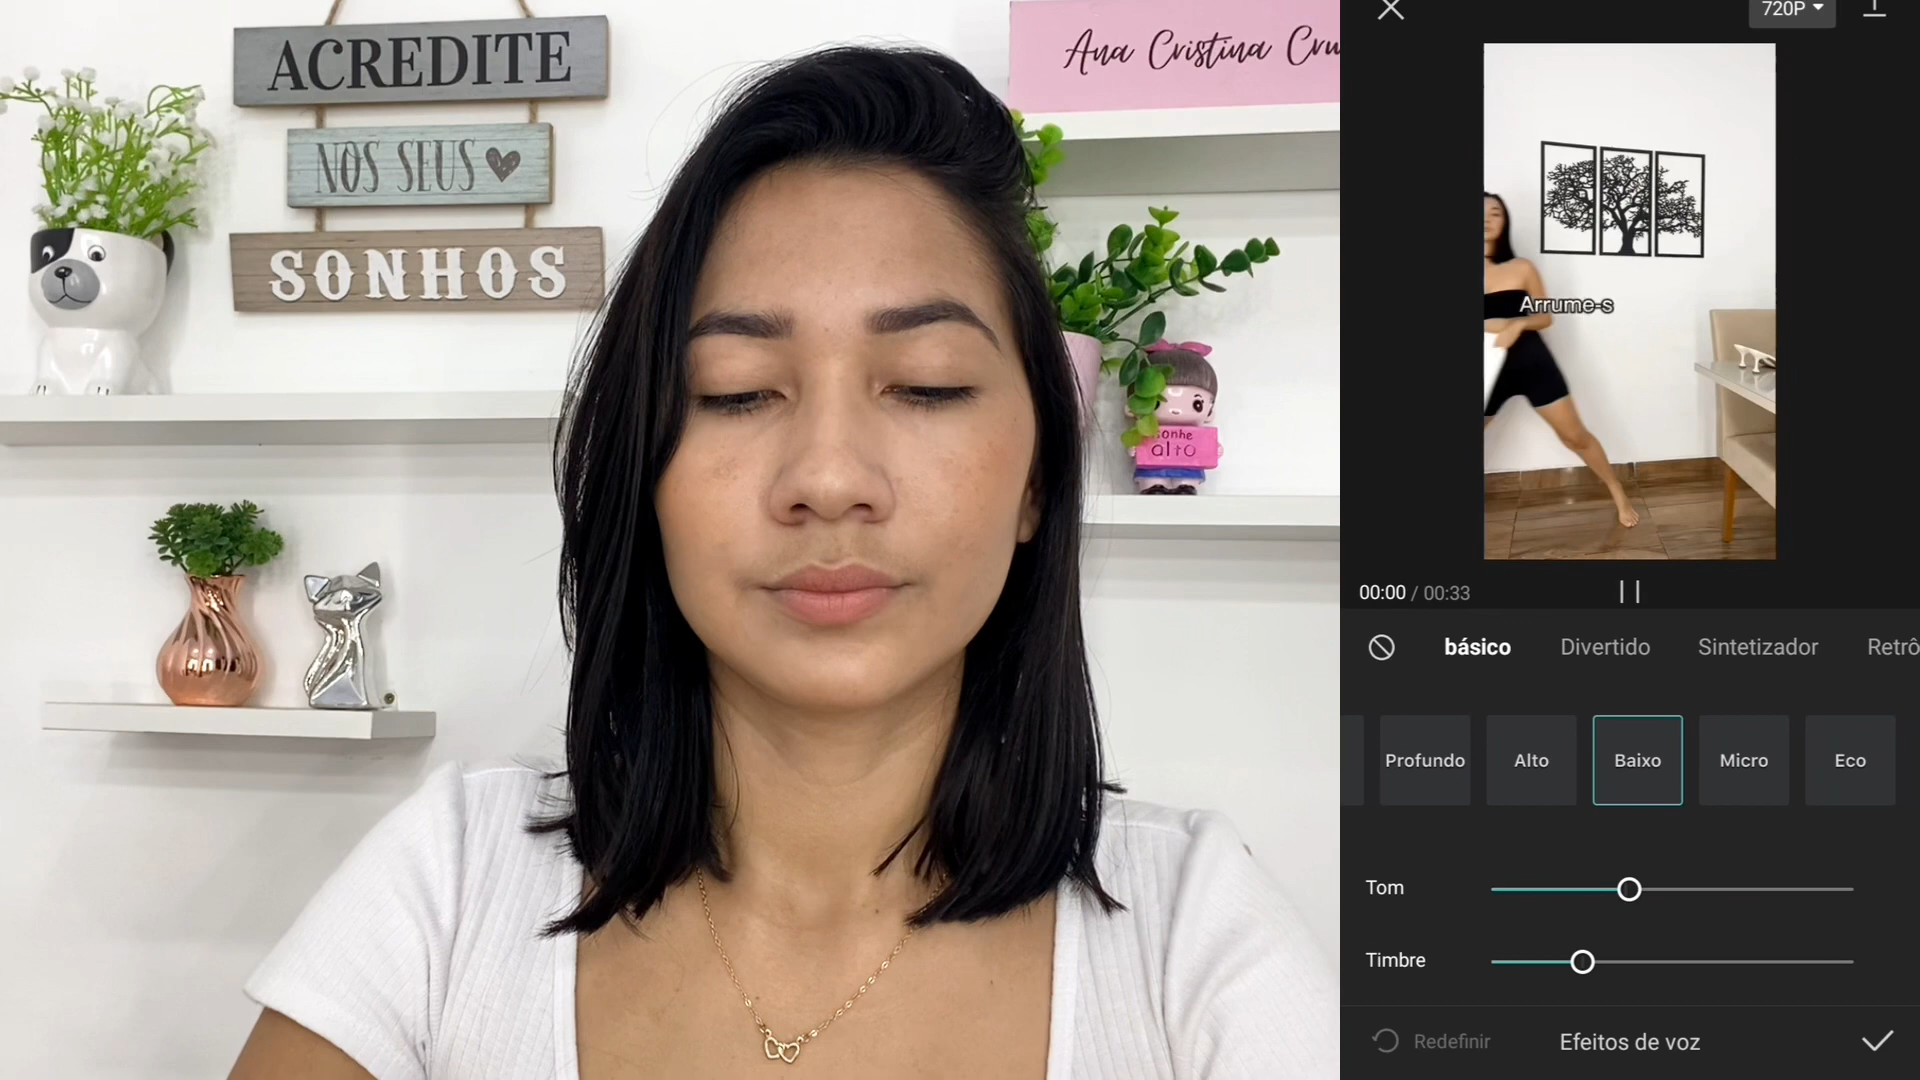 ACREDITE
NOS SEUS
SONHOS
Ana Cristina Cru
sonhe
alto
720P
Arrume-s
00:00 / 00:33
básico Divertido Sintetizador Retrô
Profundo Alto Baixo Micro Eco
Tom
Timbre
Redefinir Efeitos de voz